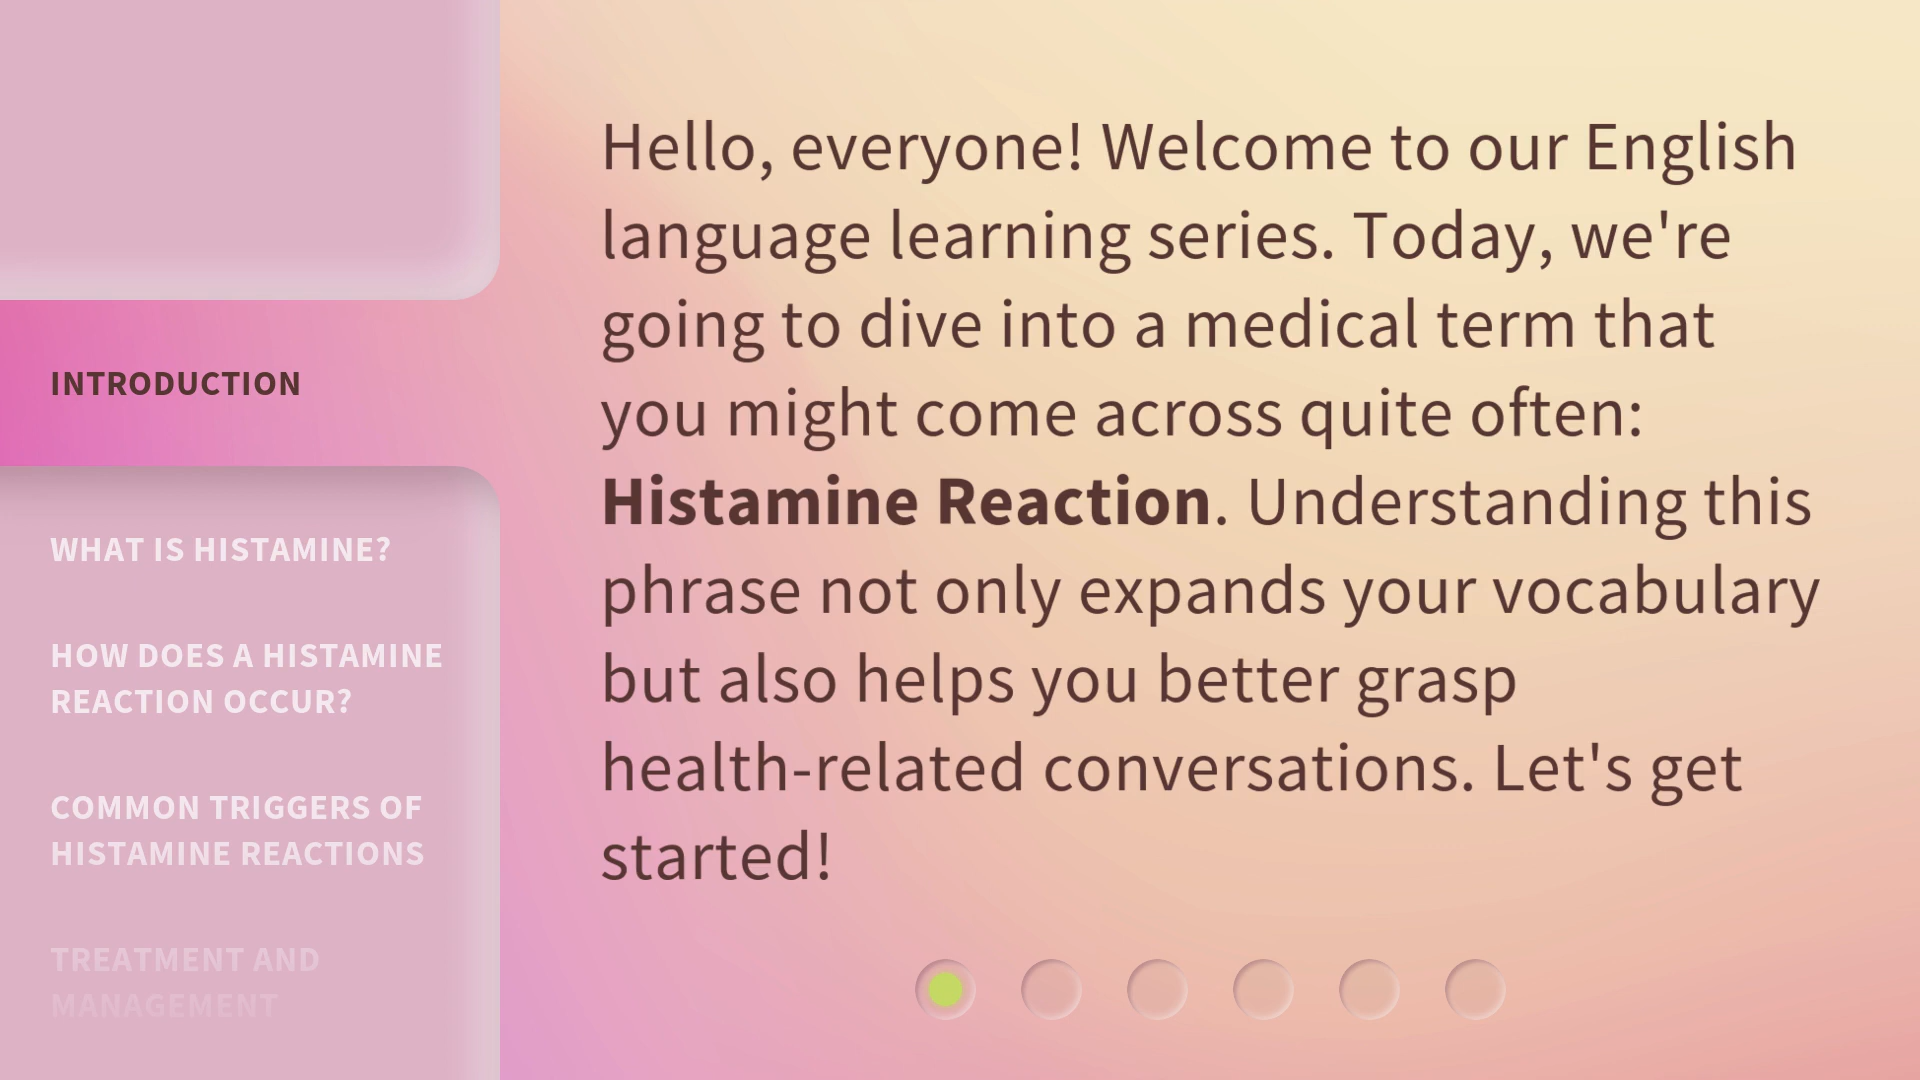 INTRODUCTION
WHAT IS HISTAMINE?
HOW DOES A HISTAMINE
REACTION OCCUR?
COMMON TRIGGERS OF
HISTAMINE REACTIONS
TREATMENT AND
MANAGEMENT
Hello, everyone! Welcome to our English
language learning series. Today, we're
going to dive into a medical term that
you might come across quite often:
Histamine Reaction. Understanding this
phrase not only expands your vocabulary
but also helps you better grasp
health-related conversations. Let's get
started!